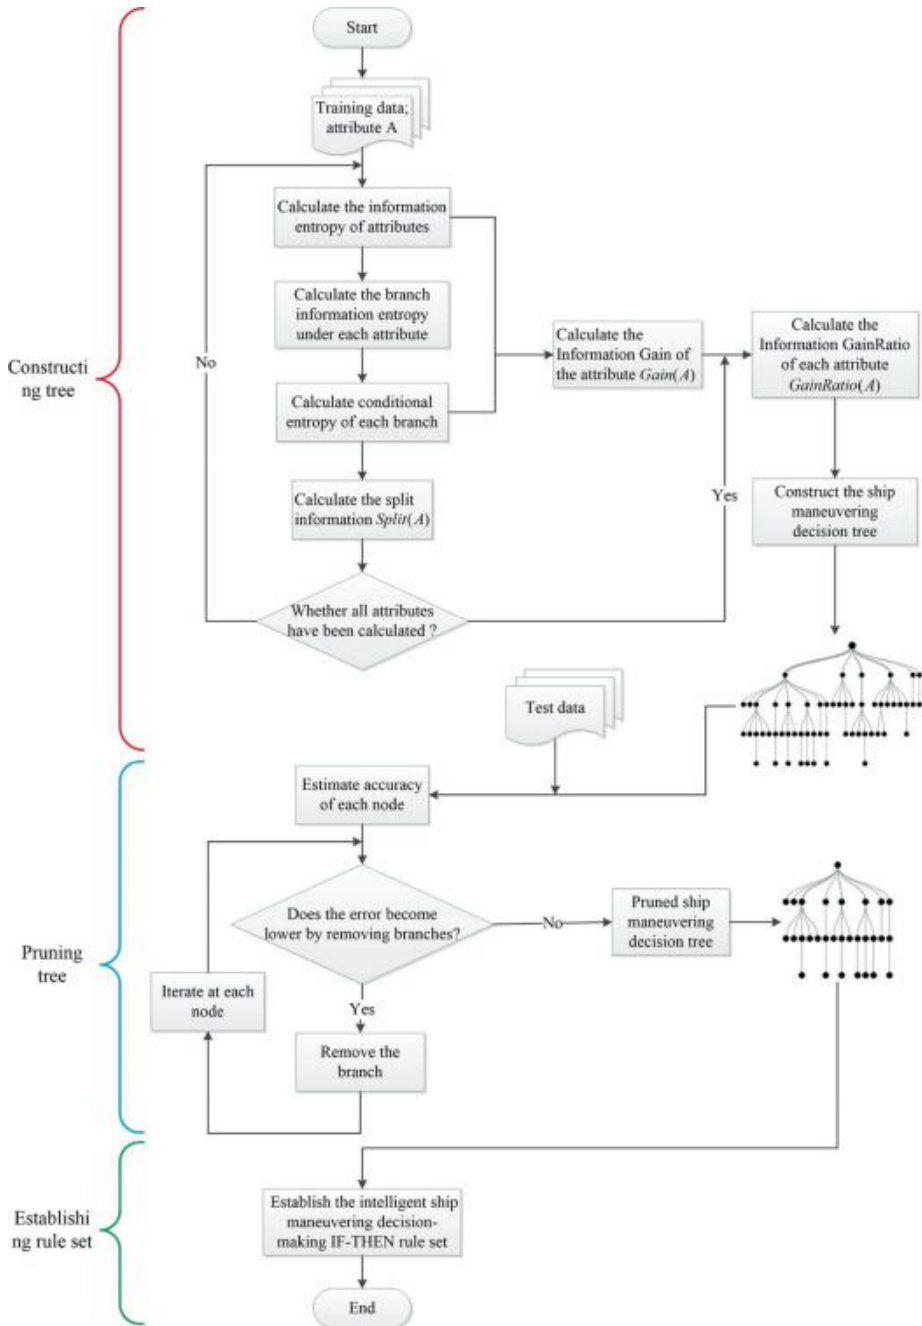 Start
Training data;
attribute A
Calculate the information
entropy of attributes
Calculate the branch
information entropy
under each attribute
Calculate conditional
entropy of each branch
Calculate the split
information Split(A)
Whether all attributes
have been calculated ?
No
Yes
Calculate the
Information Gain of
the attribute Gain(A)
Calculate the
Information GainRatio
of each attribute
GainRatio(A)
Construct the ship
maneuvering
decision tree
Constructi
ng tree
Test data
Estimate accuracy
of each node
Does the error become
lower by removing branches?
No
Pruned ship
maneuvering
decision tree
Yes
Iterate at each
node
Remove the
branch
Pruning
tree
Establish the intelligent ship
maneuvering decision-
making IF-THEN rule set
Establishi
ng rule set
End